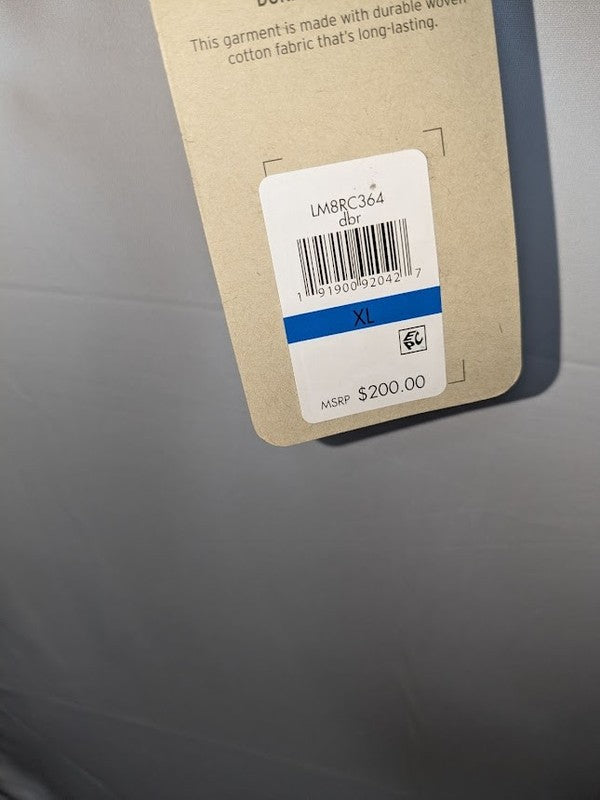 This garment is made with durable woven
cotton fabric that's long-lasting.
LM8RC364
dbr
1 91900 92042 7
XL
EPC
MSRP $200.00